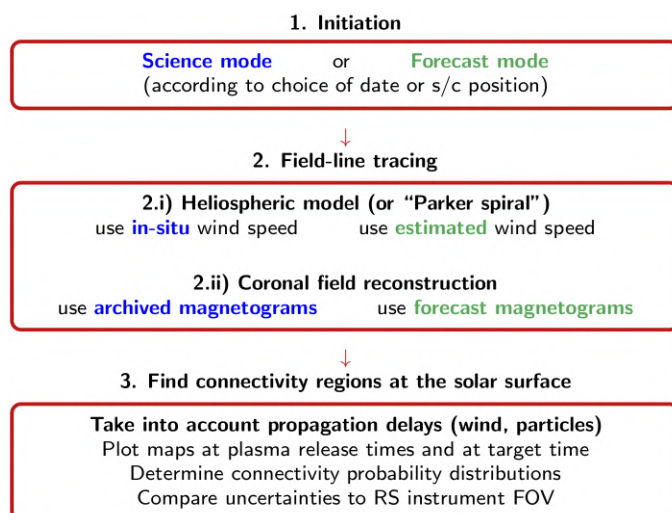 1. Initiation
Science mode or Forecast mode
(according to choice of date or s/c position)
↓
2. Field-line tracing
2.i) Heliospheric model (or “Parker spiral”)
use in-situ wind speed use estimated wind speed
2.ii) Coronal field reconstruction
use archived magnetograms use forecast magnetograms
↓
3. Find connectivity regions at the solar surface
Take into account propagation delays (wind, particles)
Plot maps at plasma release times and at target time
Determine connectivity probability distributions
Compare uncertainties to RS instrument FOV